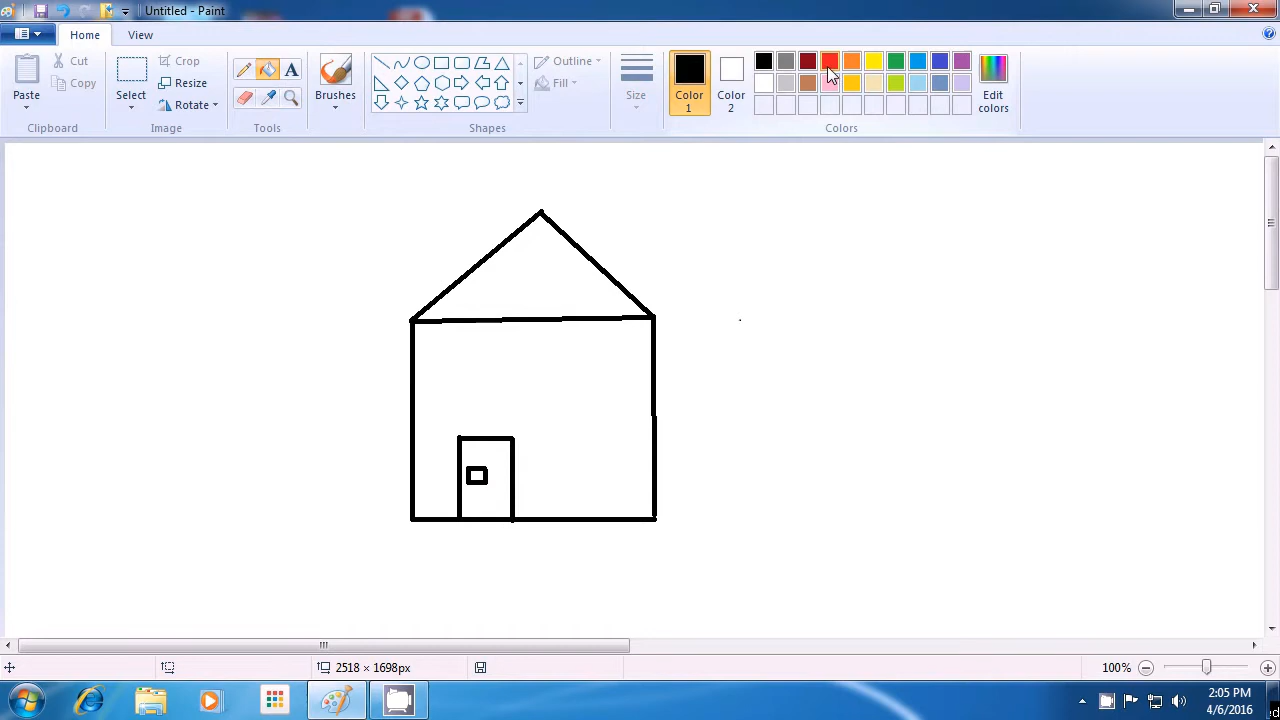 Untitled - Paint
Home View
Paste
Cut
Copy
Clipboard
Select
Crop
Resize
Rotate
Image
A
Tools
Brushes
Shapes
Outline
Fill
Size
Color
1
Color
2
Edit
colors
Colors
2518 × 1698px
100%
2:05 PM
4/6/2016